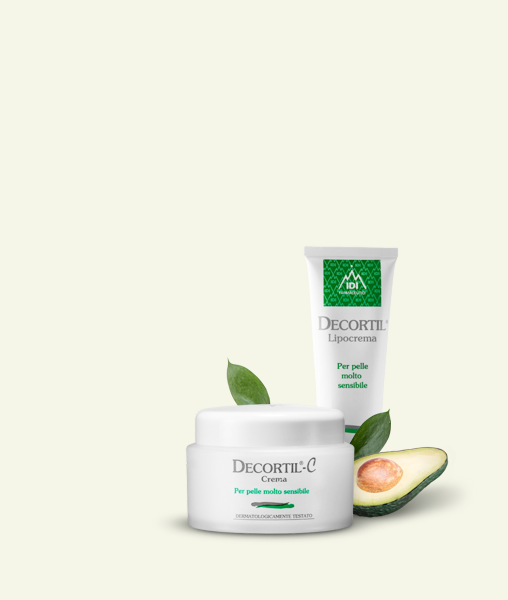 IDI
DECORTIL®
Lipocrema
Per pelle
molto
sensibile
DECORTIL®-C
Crema
Per pelle molto sensibile
DERMATOLOGICAMENTE TESTATO